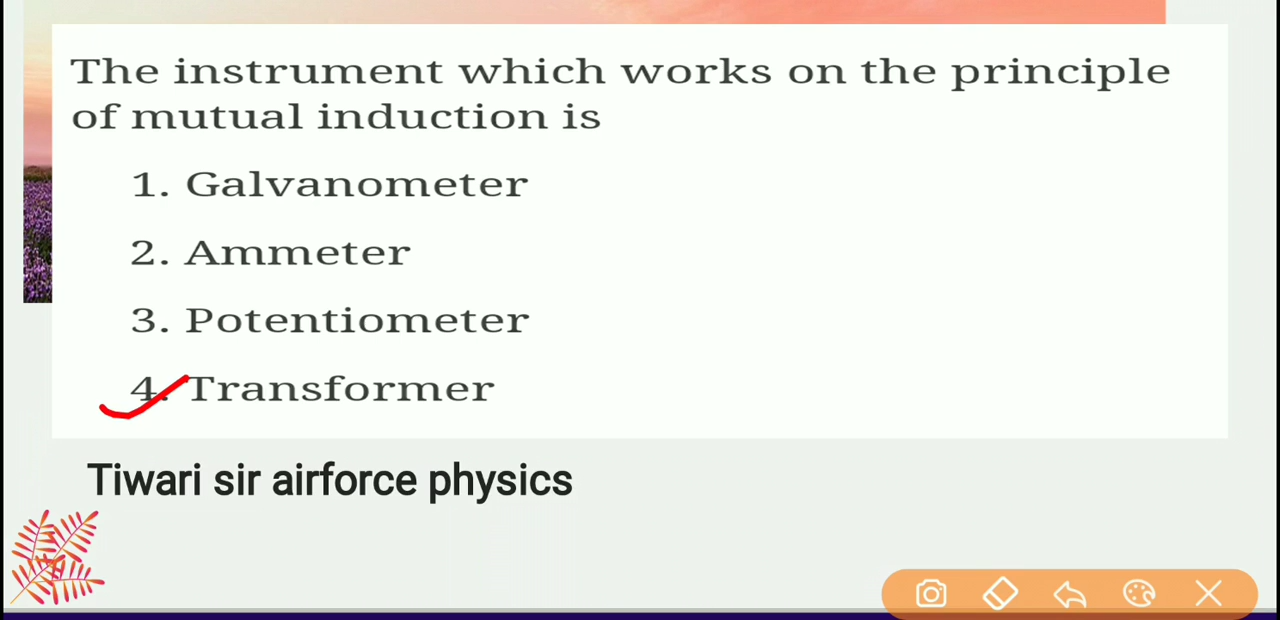 The instrument which works on the principle
of mutual induction is
1. Galvanometer
2. Ammeter
3. Potentiometer
4. Transformer
Tiwari sir airforce physics